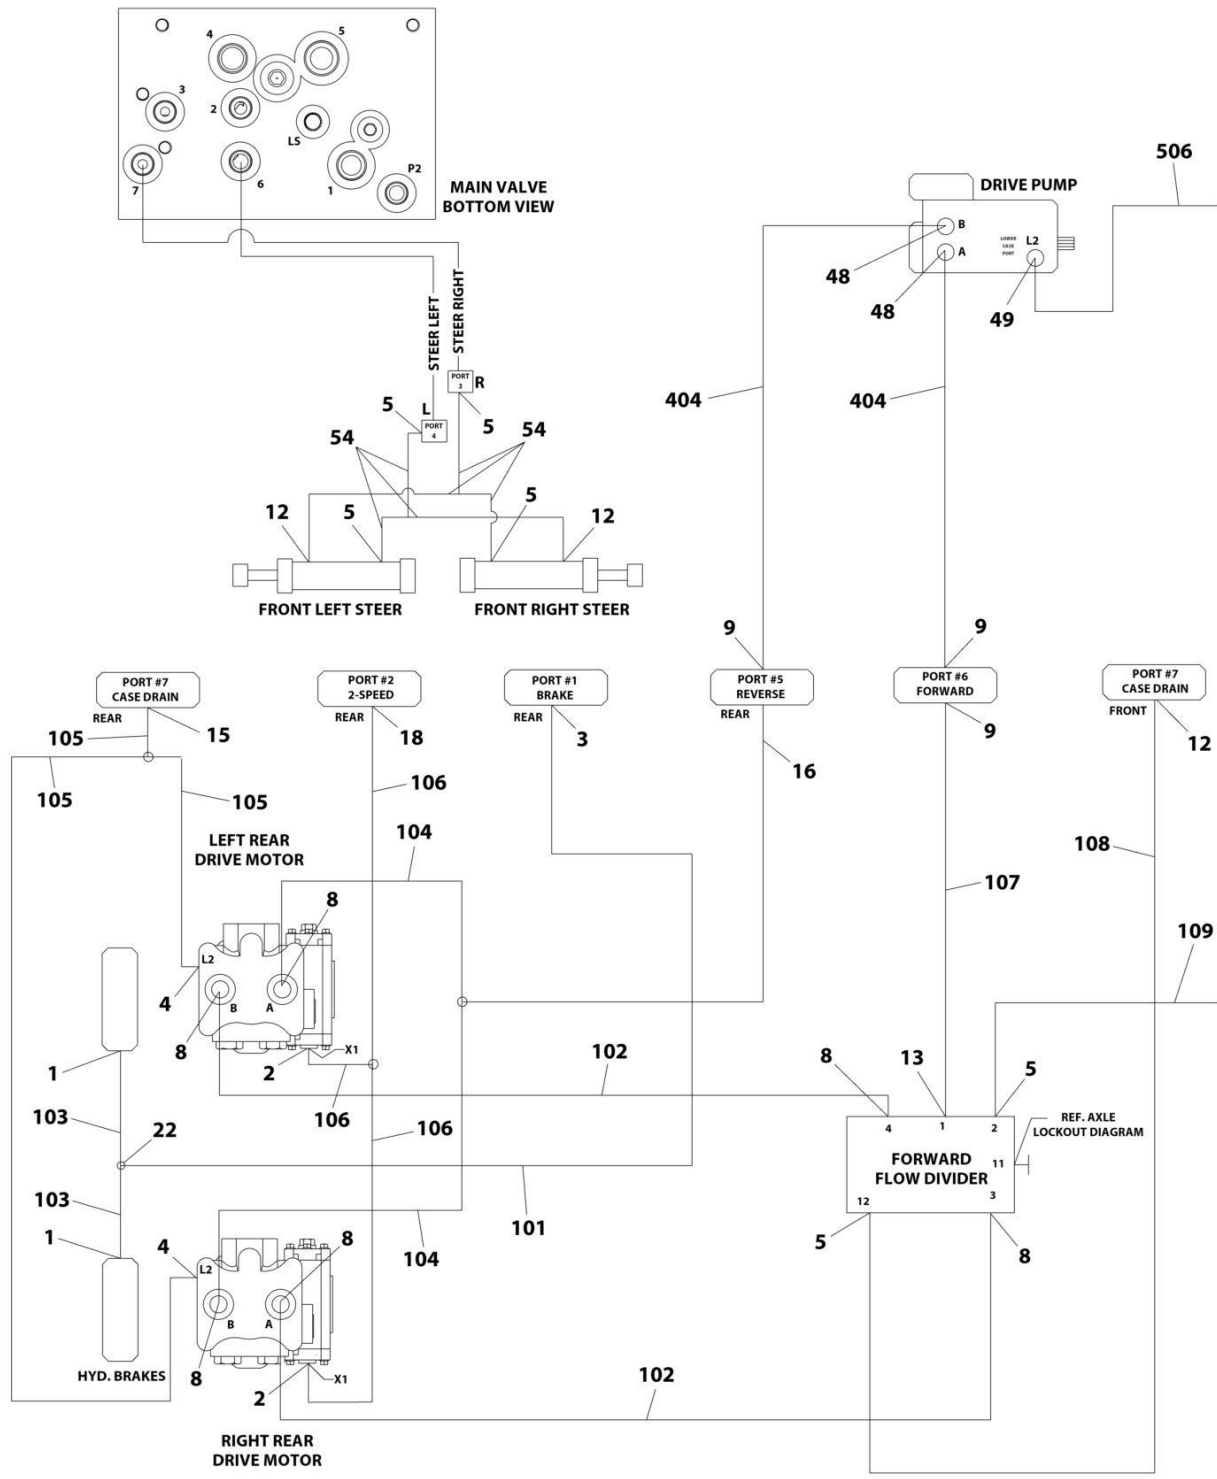 4
5
3
2
LS
7
6
1
P2
MAIN VALVE
BOTTOM VIEW
506
DRIVE PUMP
B
A
LOWER
CASE
PORT
L2
48
48
49
STEER LEFT
STEER RIGHT
PORT
3
R
L
PORT
4
5
5
54
54
404
404
12
5
5
12
FRONT LEFT STEER
FRONT RIGHT STEER
9
9
PORT #7
CASE DRAIN
PORT #2
2-SPEED
PORT #1
BRAKE
PORT #5
REVERSE
PORT #6
FORWARD
PORT #7
CASE DRAIN
REAR
REAR
REAR
REAR
FRONT
105
15
18
3
9
12
16
105
105
106
LEFT REAR
DRIVE MOTOR
104
108
107
8
109
L2
4
B
A
8
X1
2
1
102
8
13
5
106
103
22
106
4
1
2
REF. AXLE
LOCKOUT DIAGRAM
FORWARD
FLOW DIVIDER
11
12
3
103
101
1
4
104
8
5
8
L2
B
A
HYD. BRAKES
8
2
X1
102
RIGHT REAR
DRIVE MOTOR